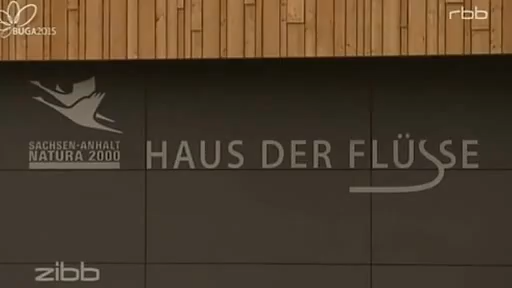 BUGA2015
rbb
SACHSEN-ANHALT
NATURA 2000
HAUS DER FLÜSSE
zibb